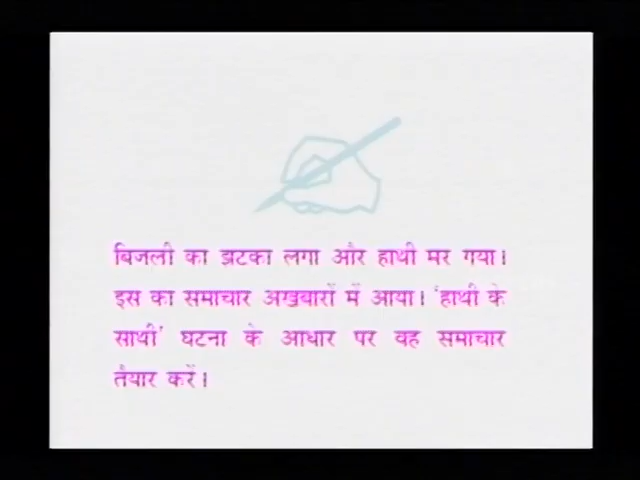 बिजली का झटका लगा और हाथी मर गया।
इस का समाचार अखबारों में आया। 'हाथी के
साथी' घटना के आधार पर वह समाचार
तैयार करें।